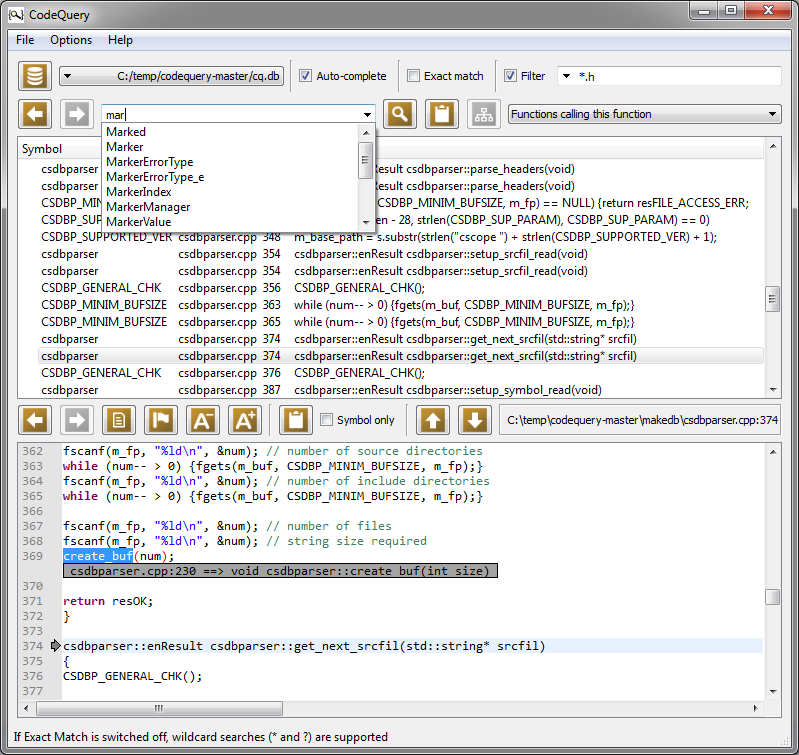 CodeQuery
File Options Help
C:/temp/codequery-master/cq.db Auto-complete Exact match Filter *.h
mar Functions calling this function
Symbol
Marked
Marker
MarkerErrorType
MarkerErrorType_e
MarkerIndex
MarkerManager
MarkerValue
csdbparser enResult csdbparser::parse_headers(void)
csdbparser enResult csdbparser::parse_headers(void)
CSDBP_MIN CSDBP_MINIM_BUFSIZE, m_fp) == NULL) {return resFILE_ACCESS_ERR;
CSDBP_SUP en - 28, strlen(CSDBP_SUP_PARAM), CSDBP_SUP_PARAM) == 0)
CSDBP_SUPPORTED_VER csdbparser.cpp 348 m_base_path = s.substr(strlen("cscope ") + strlen(CSDBP_SUPPORTED_VER) + 1);
csdbparser csdbparser.cpp 354 csdbparser::enResult csdbparser::setup_srcfil_read(void)
csdbparser csdbparser.cpp 354 csdbparser::enResult csdbparser::setup_srcfil_read(void)
CSDBP_GENERAL_CHK csdbparser.cpp 356 CSDBP_GENERAL_CHK();
CSDBP_MINIM_BUFSIZE csdbparser.cpp 363 while (num-- > 0) {fgets(m_buf, CSDBP_MINIM_BUFSIZE, m_fp);}
CSDBP_MINIM_BUFSIZE csdbparser.cpp 365 while (num-- > 0) {fgets(m_buf, CSDBP_MINIM_BUFSIZE, m_fp);}
csdbparser csdbparser.cpp 374 csdbparser::enResult csdbparser::get_next_srcfil(std::string* srcfil)
csdbparser csdbparser.cpp 374 csdbparser::enResult csdbparser::get_next_srcfil(std::string* srcfil)
CSDBP_GENERAL_CHK csdbparser.cpp 376 CSDBP_GENERAL_CHK();
csdbparser csdbparser.cpp 387 csdbparser::enResult csdbparser::setup_symbol_read(void)
A- A+ Symbol only C:\temp\codequery-master\makedb\csdbparser.cpp:374
362 fscanf(m_fp, "%ld\n", &num); // number of source directories
363 while (num-- > 0) {fgets(m_buf, CSDBP_MINIM_BUFSIZE, m_fp);}
364 fscanf(m_fp, "%ld\n", &num); // number of include directories
365 while (num-- > 0) {fgets(m_buf, CSDBP_MINIM_BUFSIZE, m_fp);}
366
367 fscanf(m_fp, "%ld\n", &num); // number of files
368 fscanf(m_fp, "%ld\n", &num); // string size required
369 create_buf(num);
csdbparser.cpp:230 ==> void csdbparser::create_buf(int size)
370
371 return resOK;
372 }
373
374 csdbparser::enResult csdbparser::get_next_srcfil(std::string* srcfil)
375 {
376 CSDBP_GENERAL_CHK();
377
If Exact Match is switched off, wildcard searches (* and ?) are supported